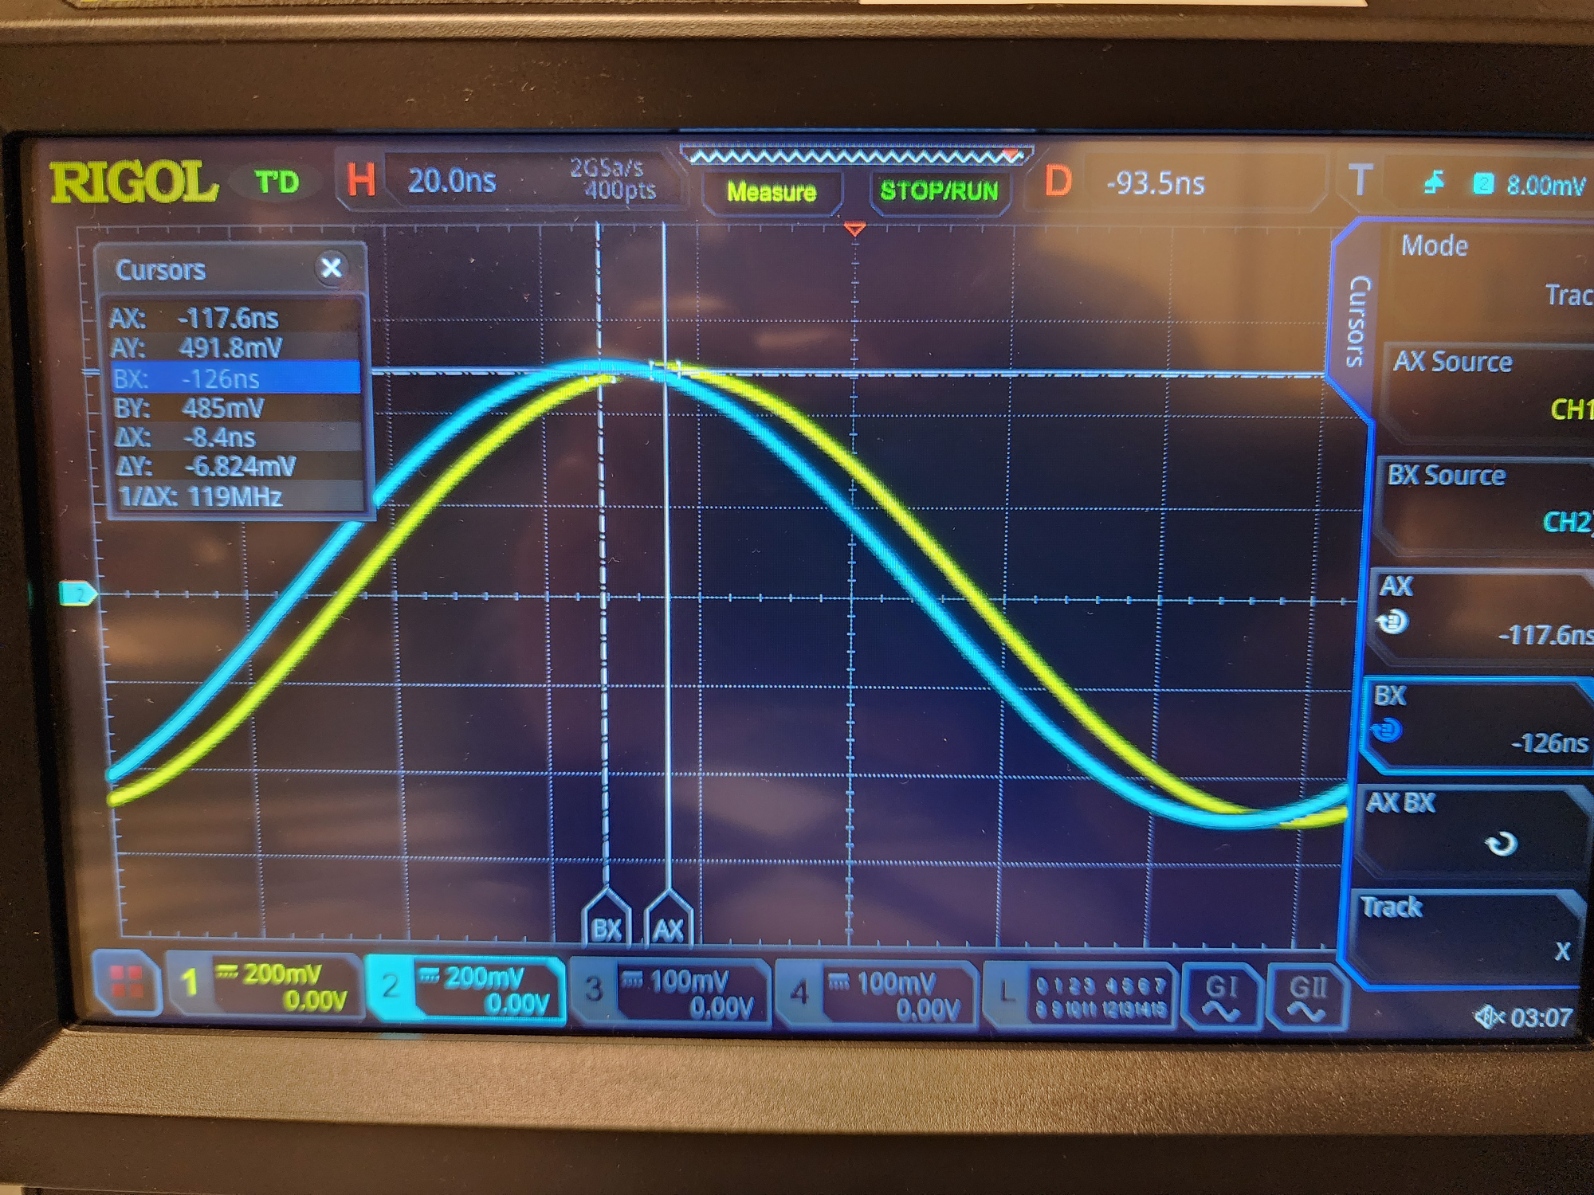 RIGOL T'D H 20.0ns 2GSa/s 400pts Measure STOP/RUN D -93.5ns T 2 8.00mV
Cursors
AX: -117.6ns
AY: 491.8mV
BX: -126ns
BY: 485mV
ΔX: -8.4ns
ΔY: -6.824mV
1/ΔX: 119MHz
2
BX AX
Cursors
Mode
Trac
AX Source
CH1
BX Source
CH2
AX
-117.6ns
BX
-126ns
AX BX
Track
X
1 200mV 0.00V
2 200mV 0.00V
3 100mV 0.00V
4 100mV 0.00V
L 0 1 2 3 4 5 6 7
8 9 10 11 12 13 14 15
GI GII
03:07